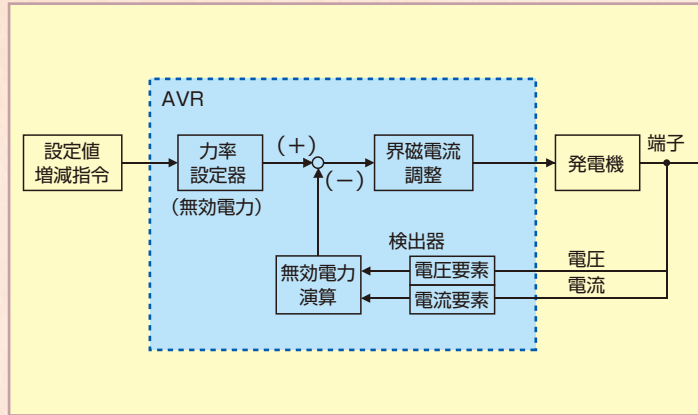 AVR
設定値
増減指令
力率
設定器
(無効電力)
(+)
(−)
界磁電流
調整
発電機
端子
検出器
無効電力
演算
電圧要素
電流要素
電圧
電流